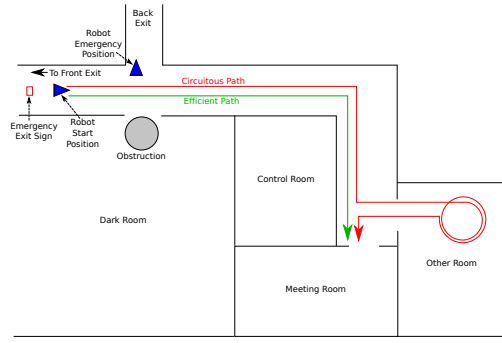 Back
Exit
Robot
Emergency
Position
To Front Exit
Circuitous Path
Efficient Path
Emergency
Exit Sign
Robot
Start
Position
Obstruction
Control Room
Dark Room
Other Room
Meeting Room